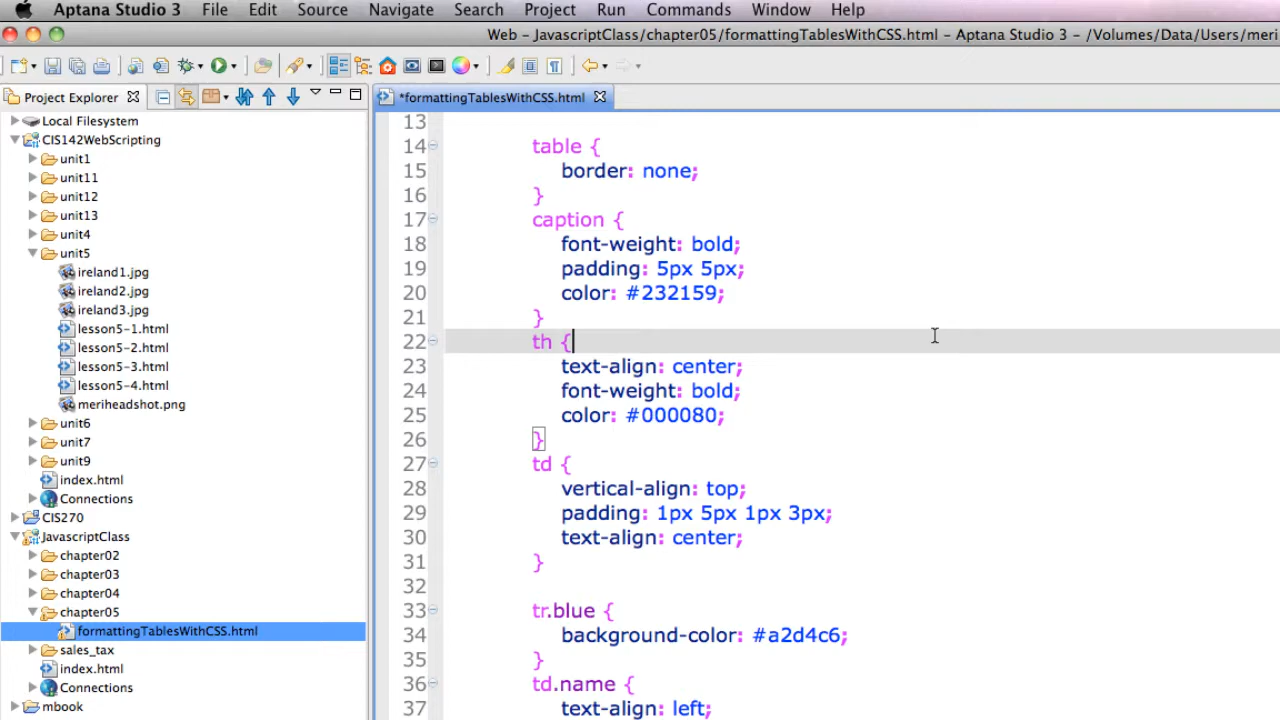 Aptana Studio 3 File Edit Source Navigate Search Project Run Commands Window Help
Web - JavascriptClass/chapter05/formattingTablesWithCSS.html - Aptana Studio 3 - /Volumes/Data/Users/meri
Project Explorer
*formattingTablesWithCSS.html
Local Filesystem
CIS142WebScripting
unit1
unit11
unit12
unit13
unit4
unit5
ireland1.jpg
ireland2.jpg
ireland3.jpg
lesson5-1.html
lesson5-2.html
lesson5-3.html
lesson5-4.html
meriheadshot.png
unit6
unit7
unit9
index.html
Connections
CIS270
JavascriptClass
chapter02
chapter03
chapter04
chapter05
formattingTablesWithCSS.html
sales_tax
index.html
Connections
mbook
13
14 table {
15 border: none;
16 }
17 caption {
18 font-weight: bold;
19 padding: 5px 5px;
20 color: #232159;
21 }
22 th {
23 text-align: center;
24 font-weight: bold;
25 color: #000080;
26 }
27 td {
28 vertical-align: top;
29 padding: 1px 5px 1px 3px;
30 text-align: center;
31 }
32
33 tr.blue {
34 background-color: #a2d4c6;
35 }
36 td.name {
37 text-align: left;